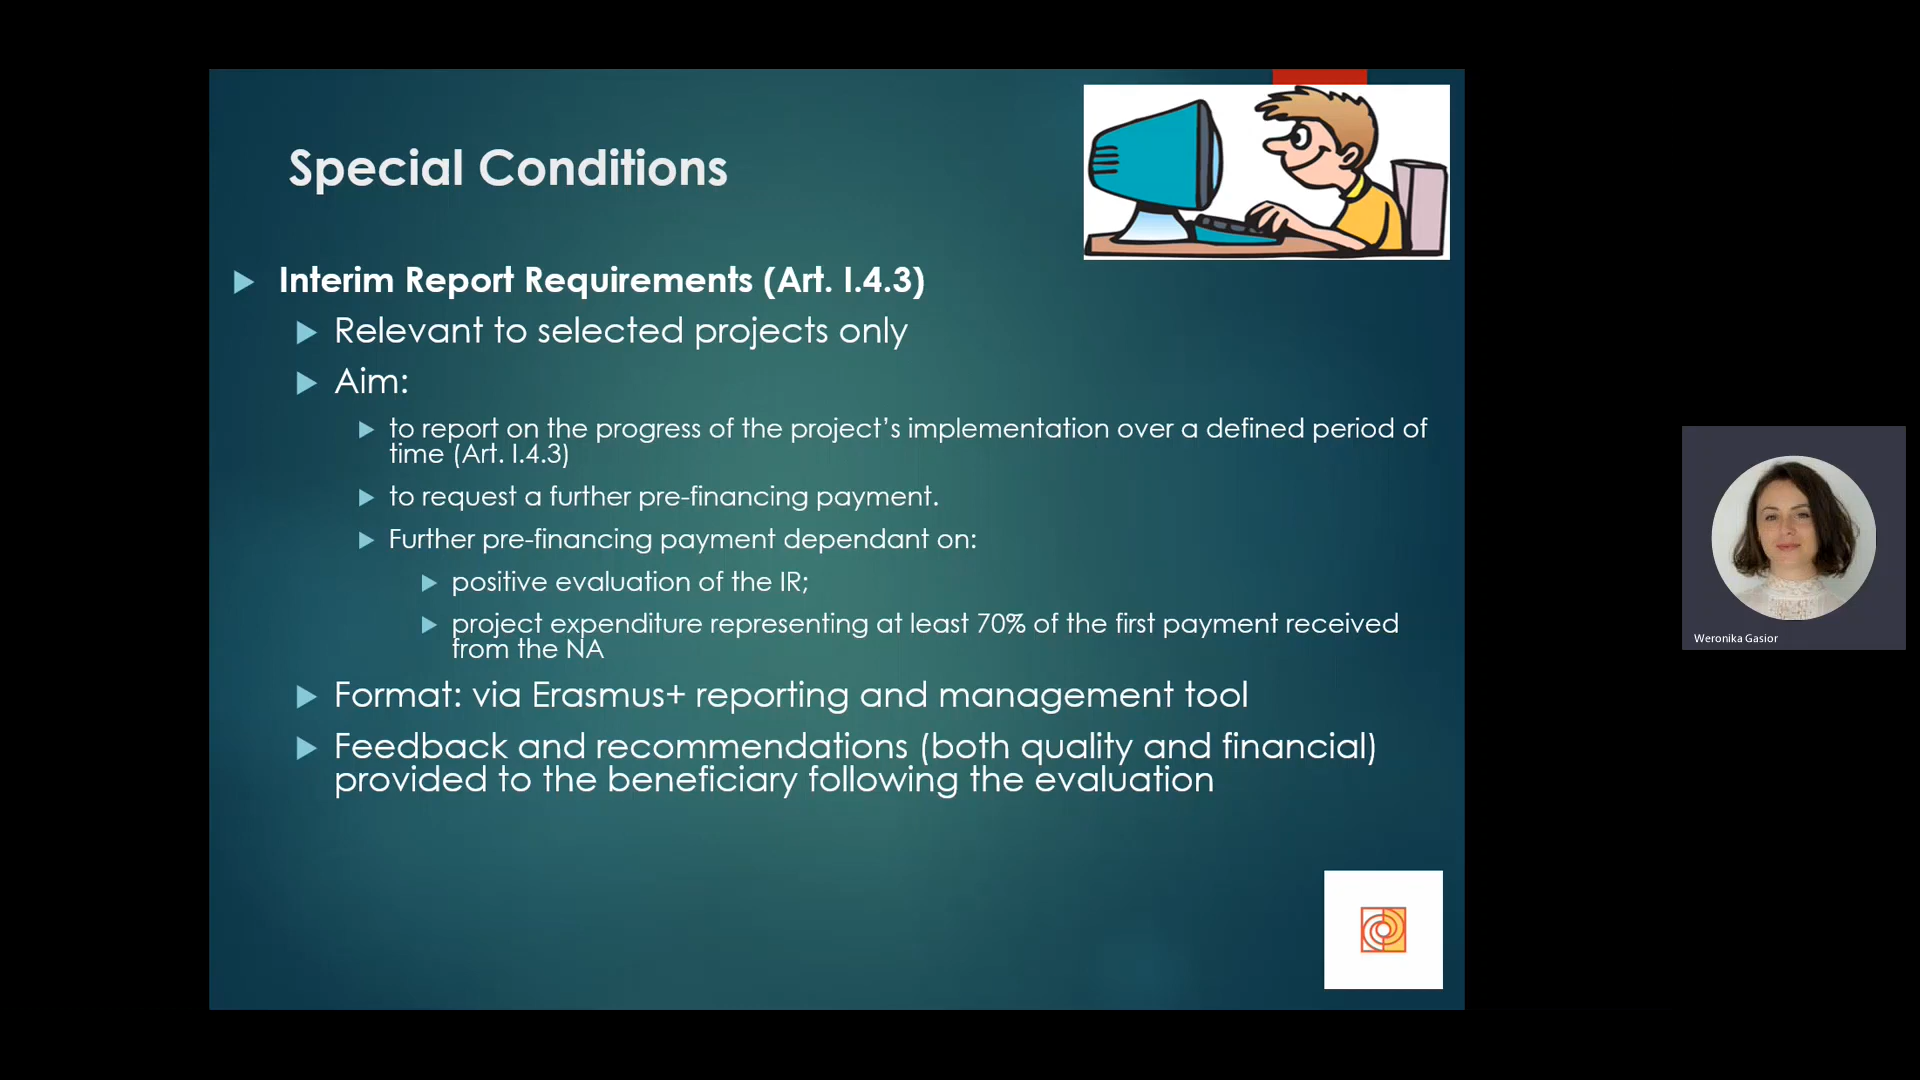 Special Conditions
Interim Report Requirements (Art. I.4.3)
Relevant to selected projects only
Aim:
to report on the progress of the project’s implementation over a defined period of
time (Art. I.4.3)
to request a further pre-financing payment.
Further pre-financing payment dependant on:
positive evaluation of the IR;
project expenditure representing at least 70% of the first payment received
from the NA
Format: via Erasmus+ reporting and management tool
Feedback and recommendations (both quality and financial)
provided to the beneficiary following the evaluation
Weronika Gasior